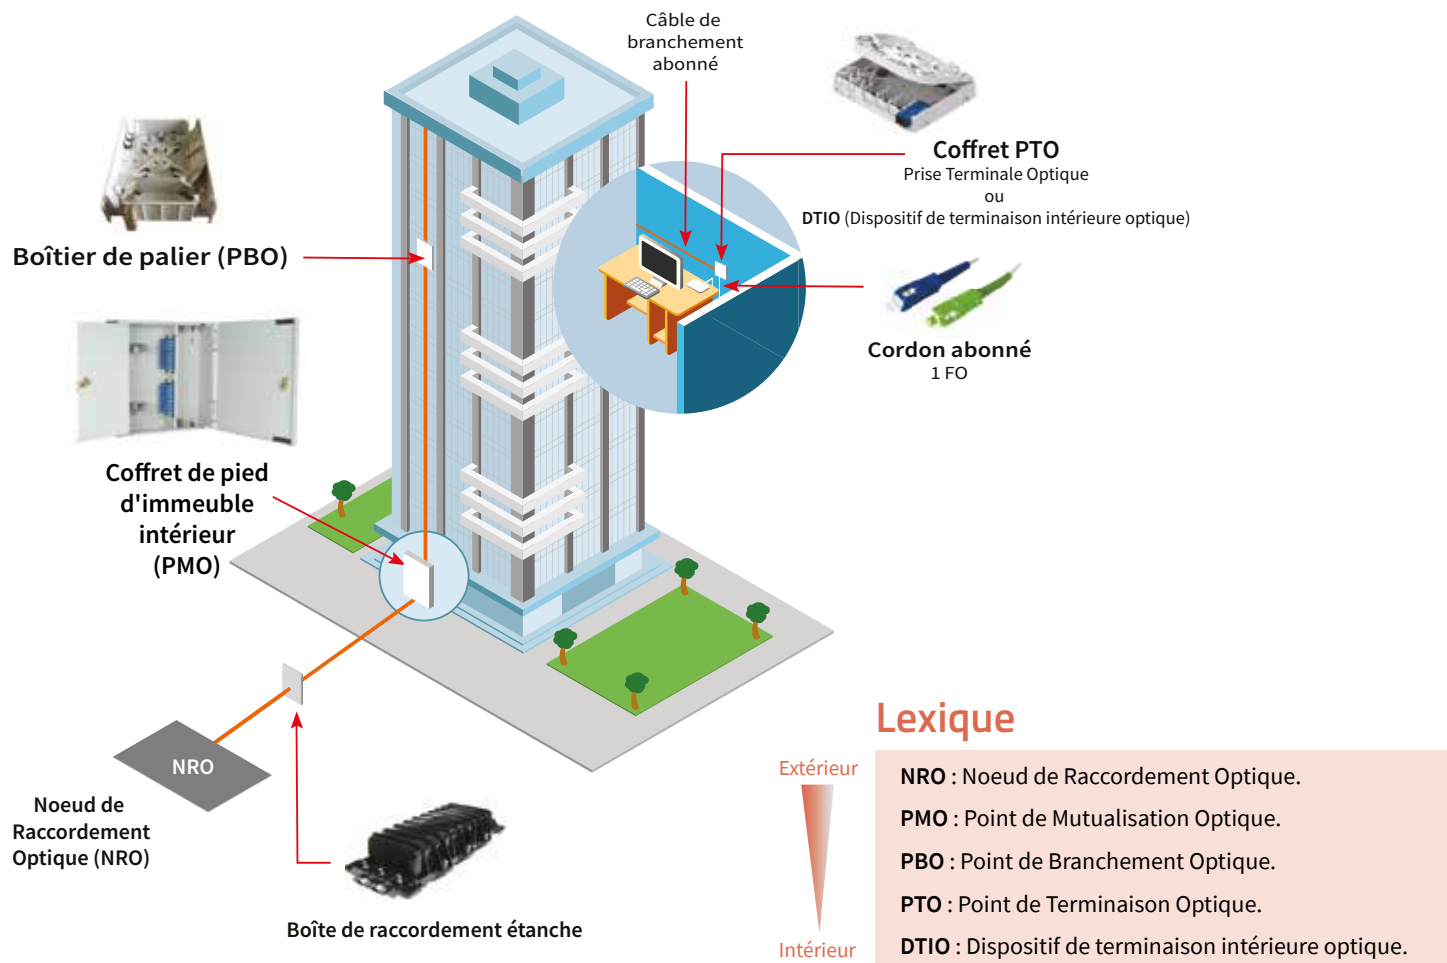 Câble de
branchement
abonné
Coffret PTO
Prise Terminale Optique
ou
DTIO (Dispositif de terminaison intérieure optique)
Boîtier de palier (PBO)
Cordon abonné
1 FO
Coffret de pied
d'immeuble
intérieur
(PMO)
NRO
Noeud de
Raccordement
Optique (NRO)
Boîte de raccordement étanche
Lexique
Extérieur
Intérieur
NRO : Noeud de Raccordement Optique.
PMO : Point de Mutualisation Optique.
PBO : Point de Branchement Optique.
PTO : Point de Terminaison Optique.
DTIO : Dispositif de terminaison intérieure optique.